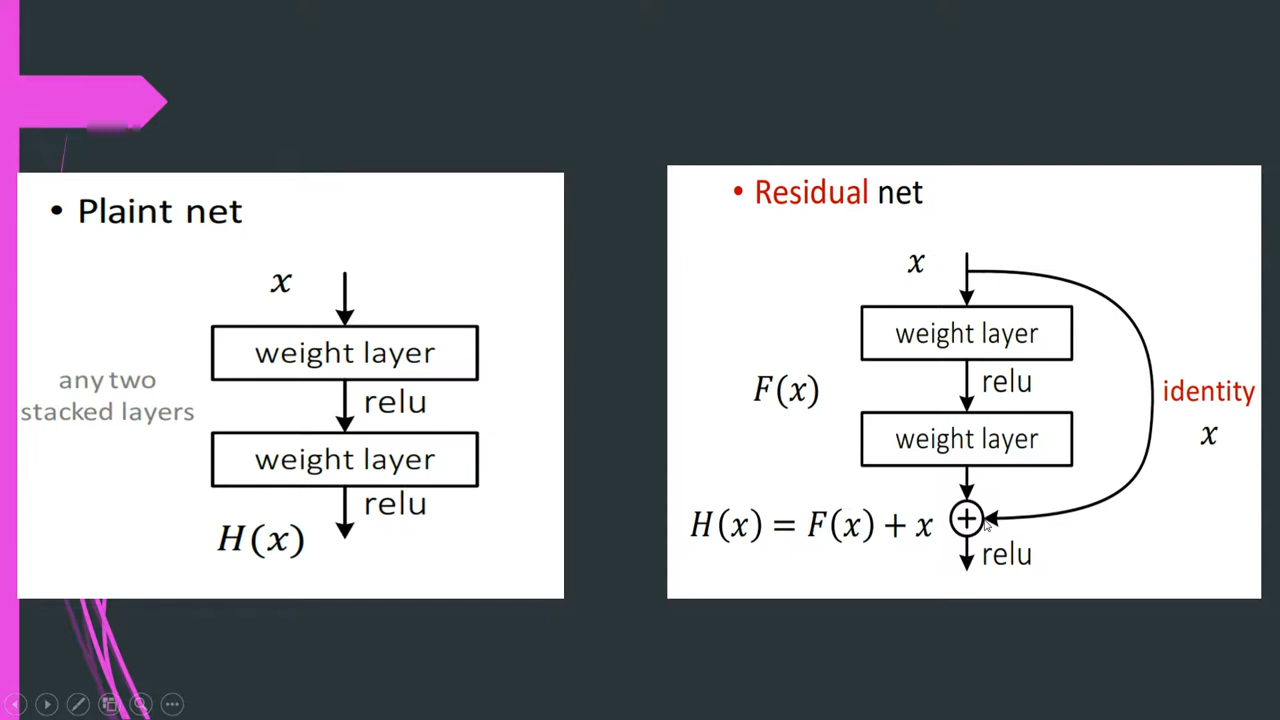 • Plaint net
x
weight layer
any two
stacked layers
relu
weight layer
relu
H(x)
• Residual net
x
weight layer
F(x)
relu
identity
x
weight layer
H(x) = F(x) + x
+
relu